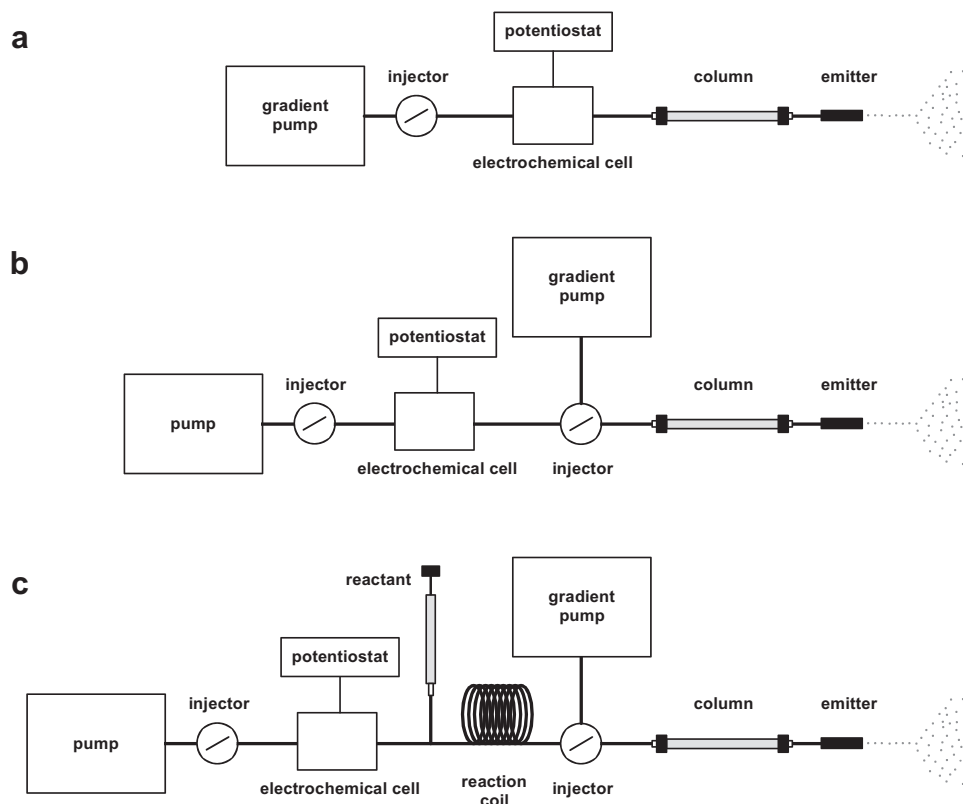 a
potentiostat
injector
column
emitter
gradient
pump
electrochemical cell
b
gradient
pump
potentiostat
injector
column
emitter
pump
electrochemical cell
injector
c
reactant
gradient
pump
potentiostat
injector
column
emitter
pump
electrochemical cell
reaction
coil
injector